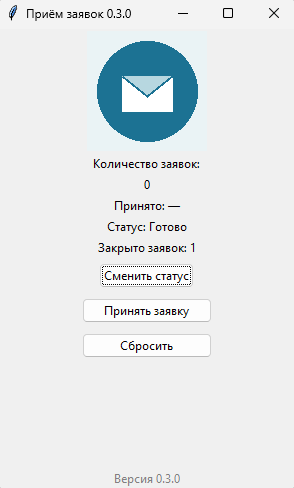 Приём заявок 0.3.0
Количество заявок:
0
Принято: —
Статус: Готово
Закрыто заявок: 1
Сменить статус
Принять заявку
Сбросить
Версия 0.3.0